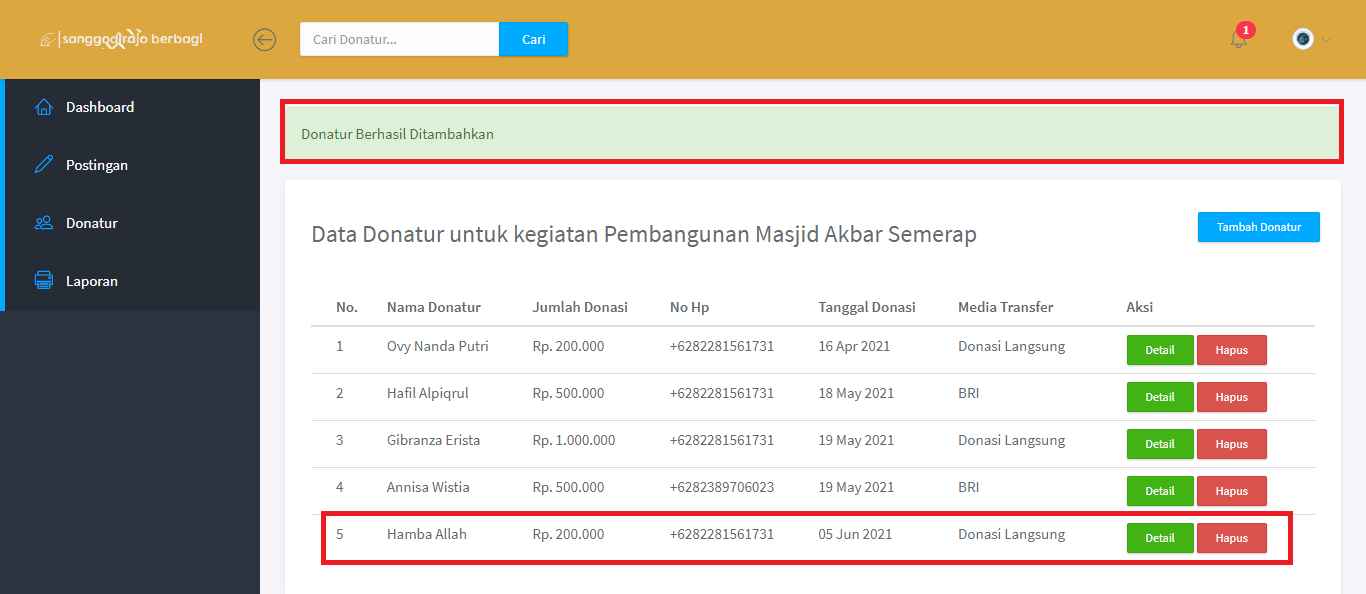 sanggodirajo berbagi
Cari Donatur...
Cari
1
Dashboard
Postingan
Donatur
Laporan
Donatur Berhasil Ditambahkan
Data Donatur untuk kegiatan Pembangunan Masjid Akbar Semerap
Tambah Donatur
No. Nama Donatur Jumlah Donasi No Hp Tanggal Donasi Media Transfer Aksi
1 Ovy Nanda Putri Rp. 200.000 +6282281561731 16 Apr 2021 Donasi Langsung Detail Hapus
2 Hafil Alpiqrul Rp. 500.000 +6282281561731 18 May 2021 BRI Detail Hapus
3 Gibranza Erista Rp. 1.000.000 +6282281561731 19 May 2021 Donasi Langsung Detail Hapus
4 Annisa Wistia Rp. 500.000 +6282389706023 19 May 2021 BRI Detail Hapus
5 Hamba Allah Rp. 200.000 +6282281561731 05 Jun 2021 Donasi Langsung Detail Hapus